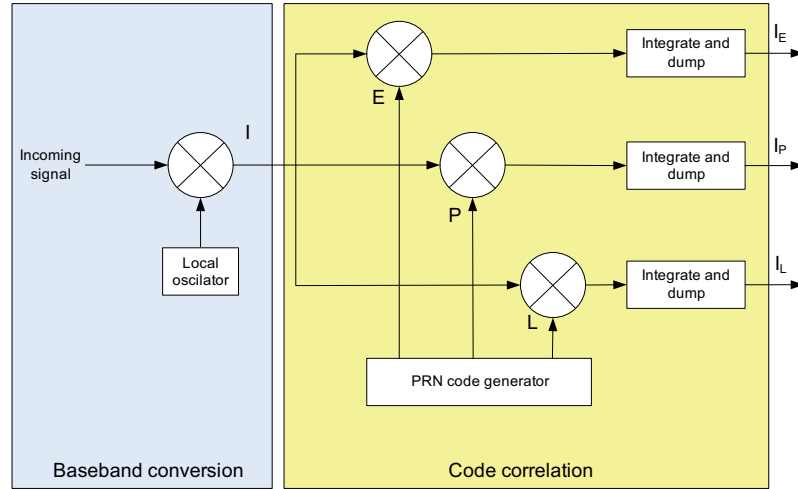 I_E
Integrate and
dump
E
I
I_P
Incoming
signal
Integrate and
dump
P
I_L
Local
oscilator
Integrate and
dump
L
PRN code generator
Baseband conversion
Code correlation